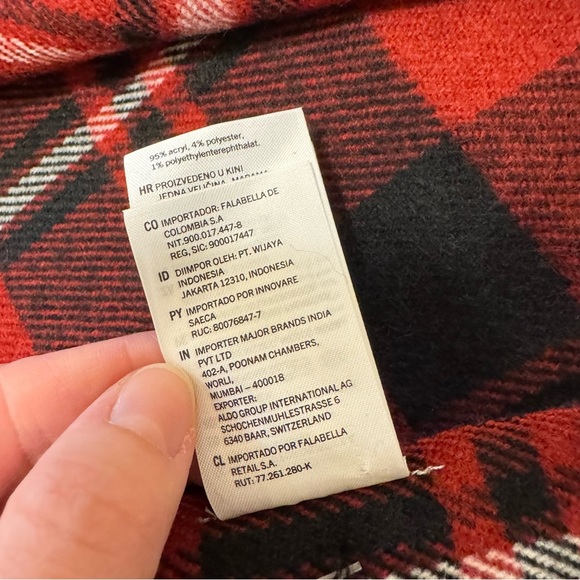 95% acryl, 4% polyester,
1% polyethylenterephthalat.
HR PROIZVEDENO U KINI
JEDNA VELIČINA, MARAMA
CO IMPORTADOR: FALABELLA DE
COLOMBIA S.A
NIT.900.017.447-8
REG, SIC: 900017447
ID DIIMPOR OLEH: PT. WIJAYA
INDONESIA
JAKARTA 12310, INDONESIA
PY IMPORTADO POR INNOVARE
SAECA
RUC: 80076847-7
IN IMPORTER MAJOR BRANDS INDIA
PVT LTD
402-A, POONAM CHAMBERS,
WORLI,
MUMBAI – 400018
EXPORTER:
ALDO GROUP INTERNATIONAL AG
SCHOCHENMUHLESTRASSE 6
6340 BAAR, SWITZERLAND
CL IMPORTADO POR FALABELLA
RETAIL S.A.
RUT: 77.261.280-K